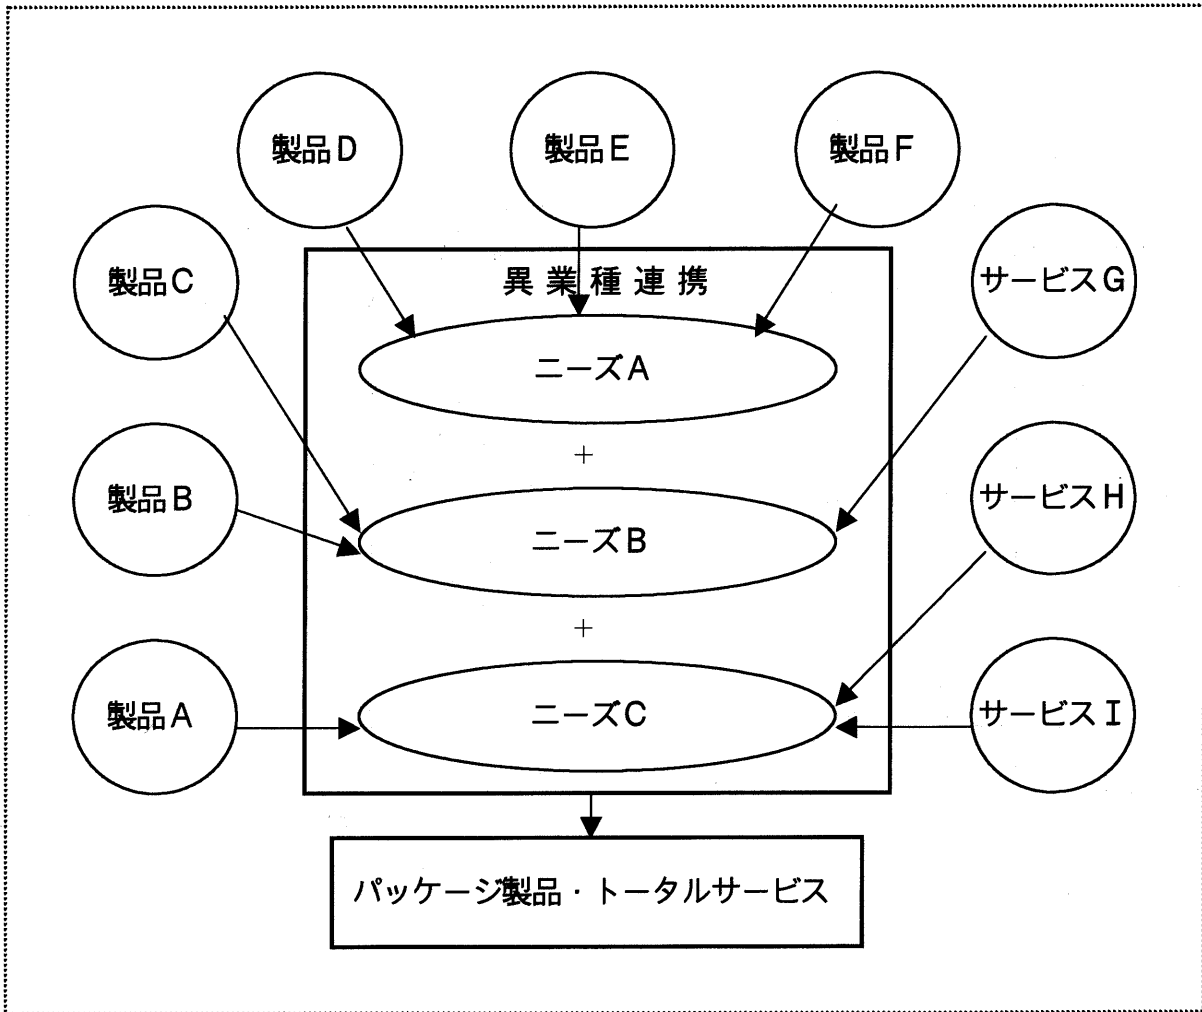 製品D
製品E
製品F
製品C
異業種連携
サービスG
ニーズA
+
製品B
ニーズB
サービスH
+
製品A
ニーズC
サービスI
パッケージ製品・トータルサービス